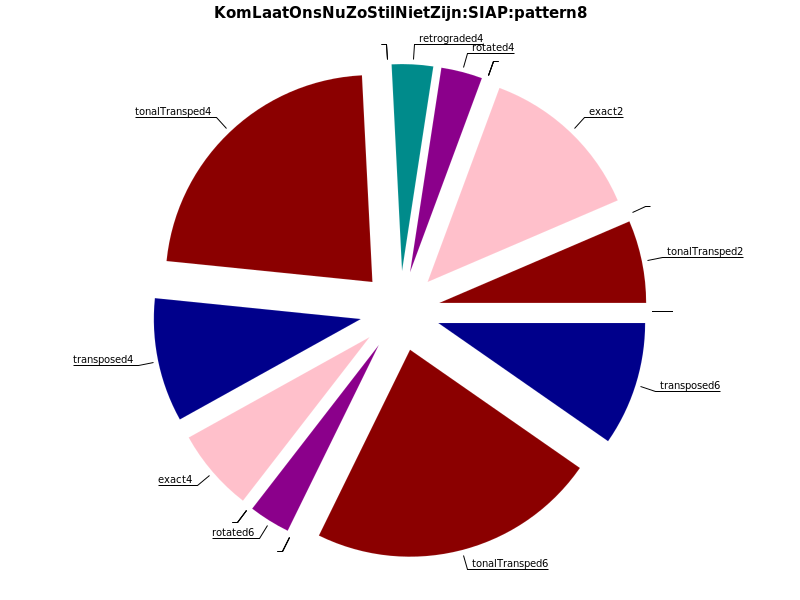 KomLaatOnsNuZoStilNietZijn:SIAP:pattern8
retrograded4
rotated4
tonalTransped4
exact2
tonalTransped2
transposed4
transposed6
exact4
rotated6
tonalTransped6